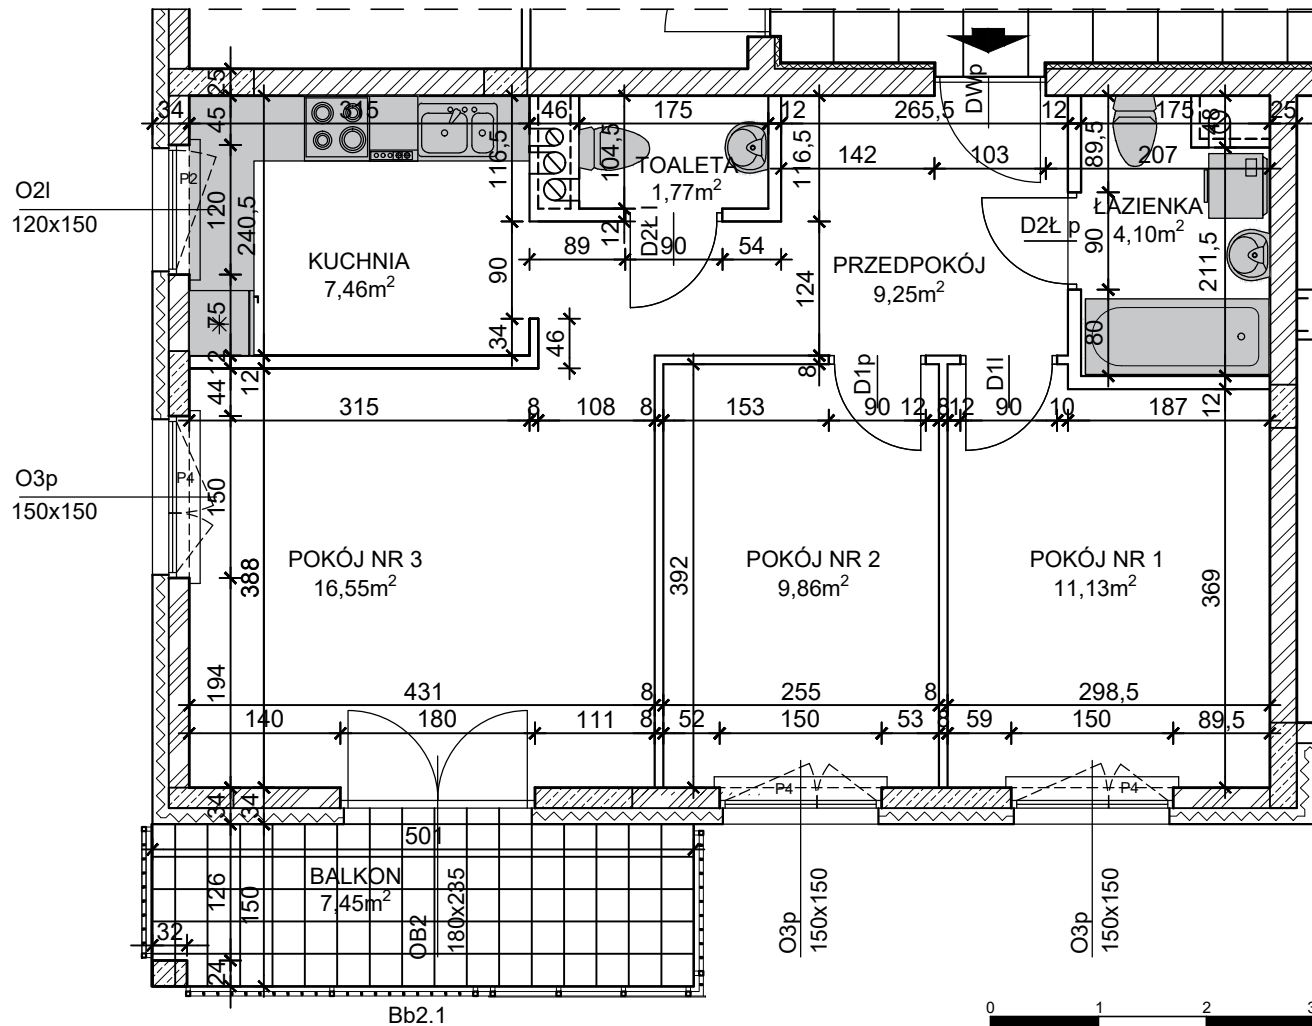 25
34
315
46
175
12
265,5
DWp
12
175
48
25
45
116,5
104,5
116,5
89,5
142
103
207
TOALETA
1,77m²
P2
O2l
120x150
120
240,5
12
D2Ł l
89
90
54
ŁAZIENKA
4,10m²
D2Ł p
90
211,5
KUCHNIA
7,46m²
90
PRZEDPOKÓJ
9,25m²
124
75
34
46
80
12
44
12
8
D1p
D1l
12
315
8
108
8
153
90
12
8
12
90
10
187
O3p
150x150
P4
150
388
POKÓJ NR 3
16,55m²
392
POKÓJ NR 2
9,86m²
POKÓJ NR 1
11,13m²
369
194
431
8
255
8
298,5
140
180
111
8
52
150
53
8
59
150
89,5
34
34
P4
P4
501
BALKON
7,45m²
126
150
32
24
OB2
180x235
O3p
150x150
O3p
150x150
Bb2.1
0
1
2
3